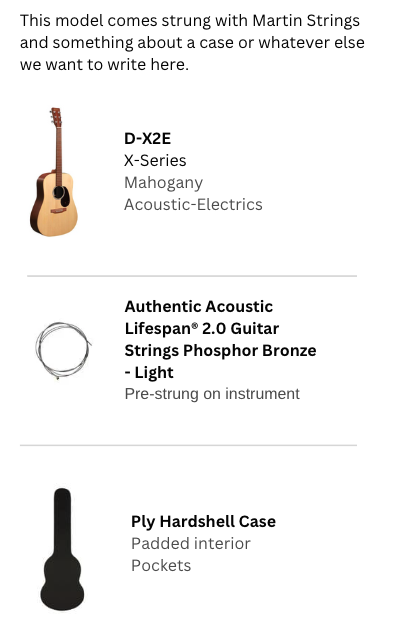 This model comes strung with Martin Strings
and something about a case or whatever else
we want to write here.
D-X2E
X-Series
Mahogany
Acoustic-Electrics
Authentic Acoustic
Lifespan® 2.0 Guitar
Strings Phosphor Bronze
- Light
Pre-strung on instrument
Ply Hardshell Case
Padded interior
Pockets